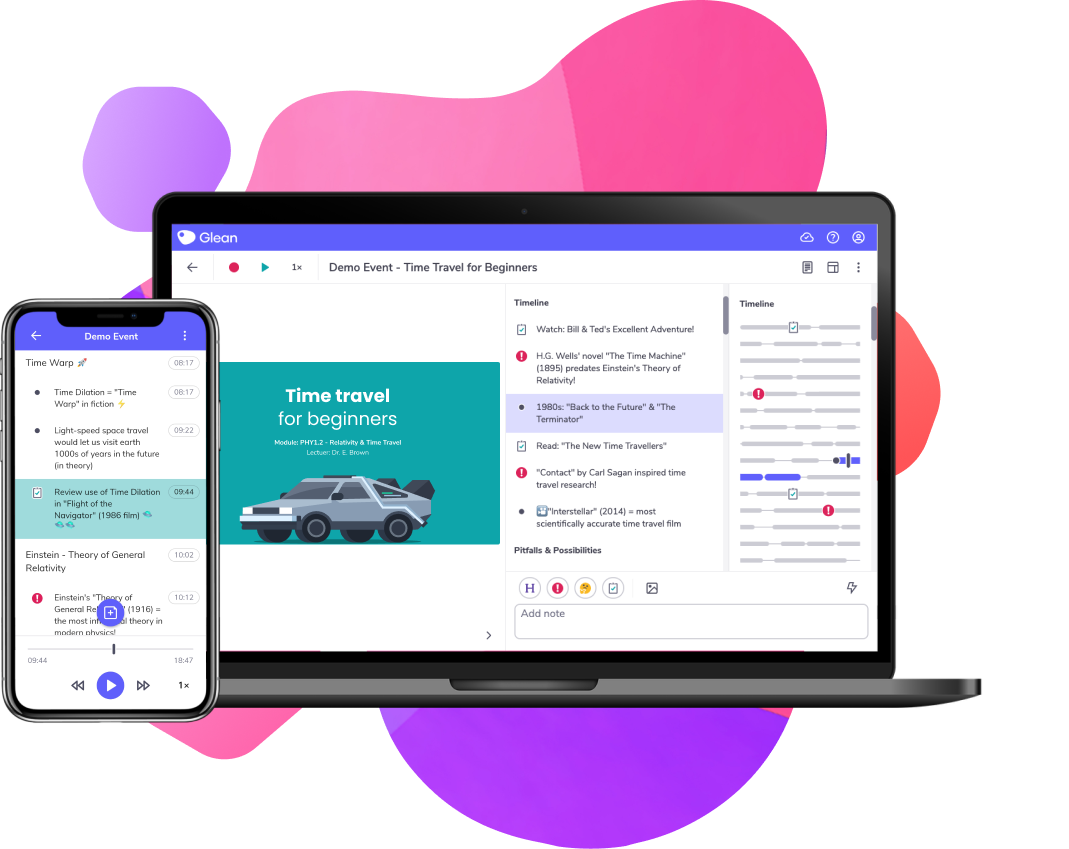 Glean
1×
Demo Event - Time Travel for Beginners
Time travel
for beginners
Module: PHY1.2 - Relativity & Time Travel
Lectuer: Dr. E. Brown
Timeline
Watch: Bill & Ted's Excellent Adventure!
H.G. Wells' novel "The Time Machine"
(1895) predates Einstein's Theory of
Relativity!
1980s: "Back to the Future" & "The
Terminator"
Read: "The New Time Travellers"
"Contact" by Carl Sagan inspired time
travel research!
"Interstellar" (2014) = most
scientifically accurate time travel film
Pitfalls & Possibilities
H
Add note
Timeline
Demo Event
Time Warp 🚀 08:17
Time Dilation = "Time 08:17
Warp" in fiction ⚡
Light-speed space travel 09:22
would let us visit earth
1000s of years in the future
(in theory)
Review use of Time Dilation 09:44
in "Flight of the
Navigator" (1986 film)
Einstein - Theory of General 10:02
Relativity
Einstein's "Theory of 10:12
General (1916) =
the most theory in
modern physics!
09:44 18:47
1×